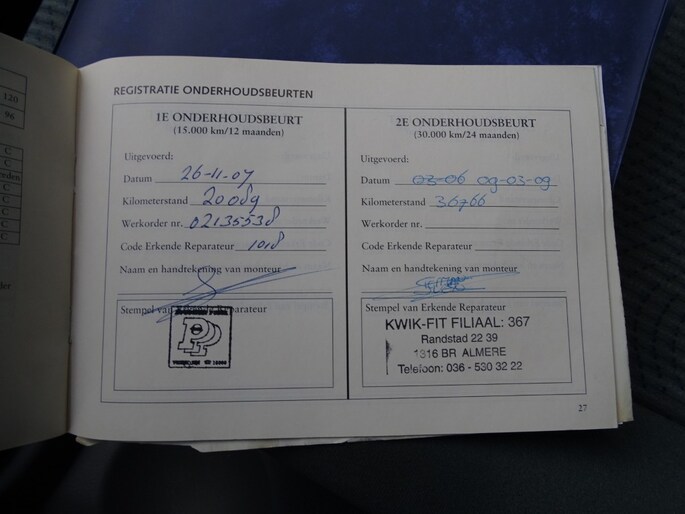 120
96
C
C
C
C
C
C
REGISTRATIE ONDERHOUDSBEURTEN
1E ONDERHOUDSBEURT
(15.000 km/12 maanden)
Uitgevoerd:
Datum 26-11-07
Kilometerstand 20089
Werkorder nr. 02135538
Code Erkende Reparateur 1018
Naam en handtekening van monteur
Stempel van Erkende Reparateur
2E ONDERHOUDSBEURT
(30.000 km/24 maanden)
Uitgevoerd:
Datum 03-06 09-03-09
Kilometerstand 36766
Werkorder nr.
Code Erkende Reparateur
Naam en handtekening van monteur
Stempel van Erkende Reparateur
KWIK-FIT FILIAAL: 367
Randstad 22 39
1316 BR ALMERE
Telefoon: 036 - 530 32 22
27